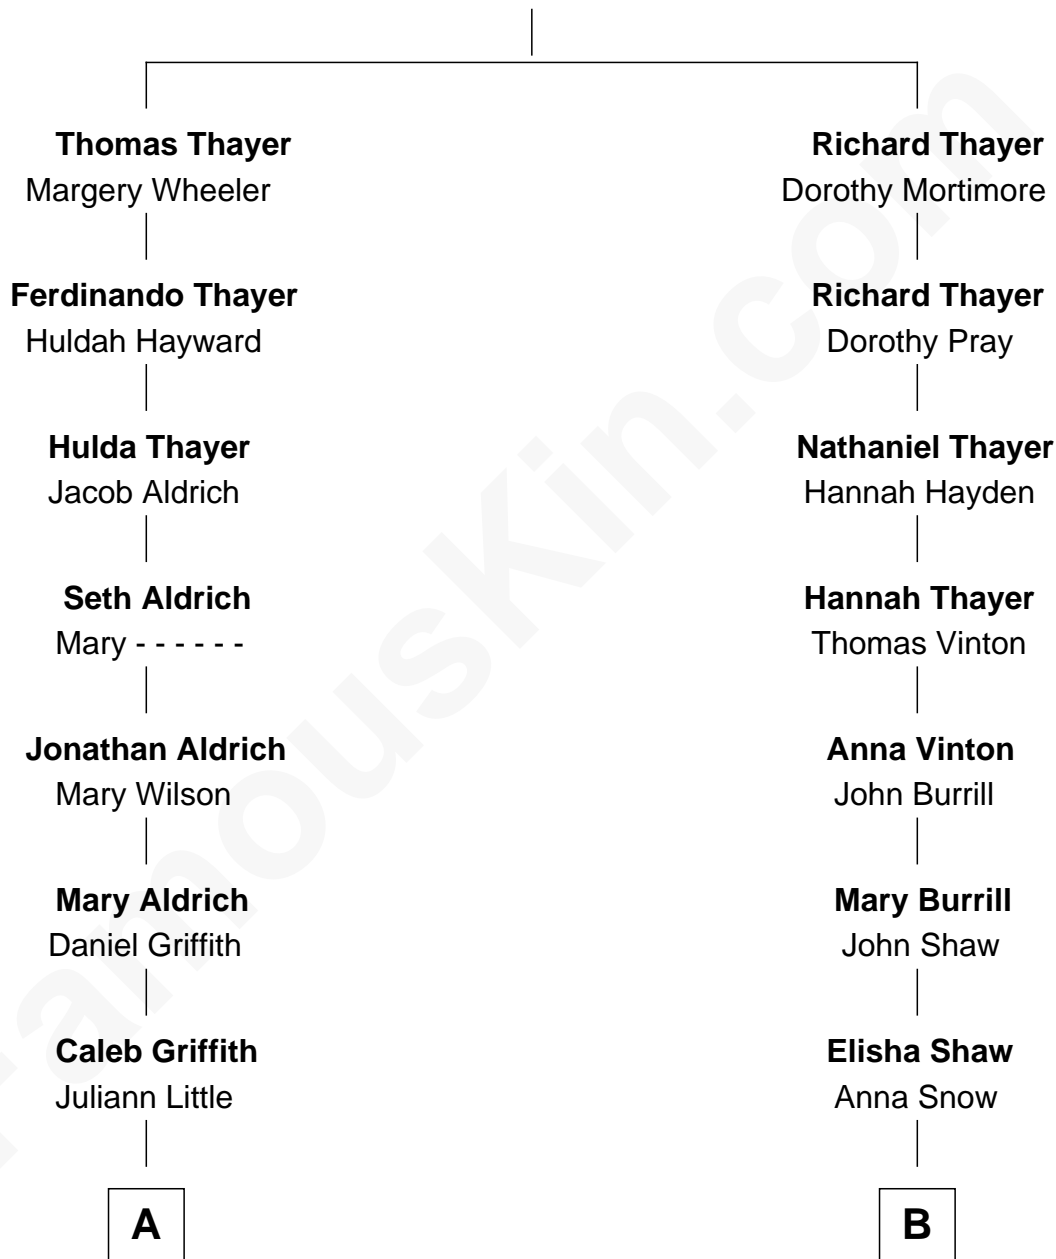 Thomas Thayer
Margery Wheeler
Richard Thayer
Dorothy Mortimore
Ferdinando Thayer
Huldah Hayward
Richard Thayer
Dorothy Pray
Hulda Thayer
Jacob Aldrich
Nathaniel Thayer
Hannah Hayden
Seth Aldrich
Mary - - - - - -
Hannah Thayer
Thomas Vinton
Jonathan Aldrich
Mary Wilson
Anna Vinton
John Burrill
Mary Aldrich
Daniel Griffith
Mary Burrill
John Shaw
Caleb Griffith
Juliann Little
Elisha Shaw
Anna Snow
A
B
FamousKin.com